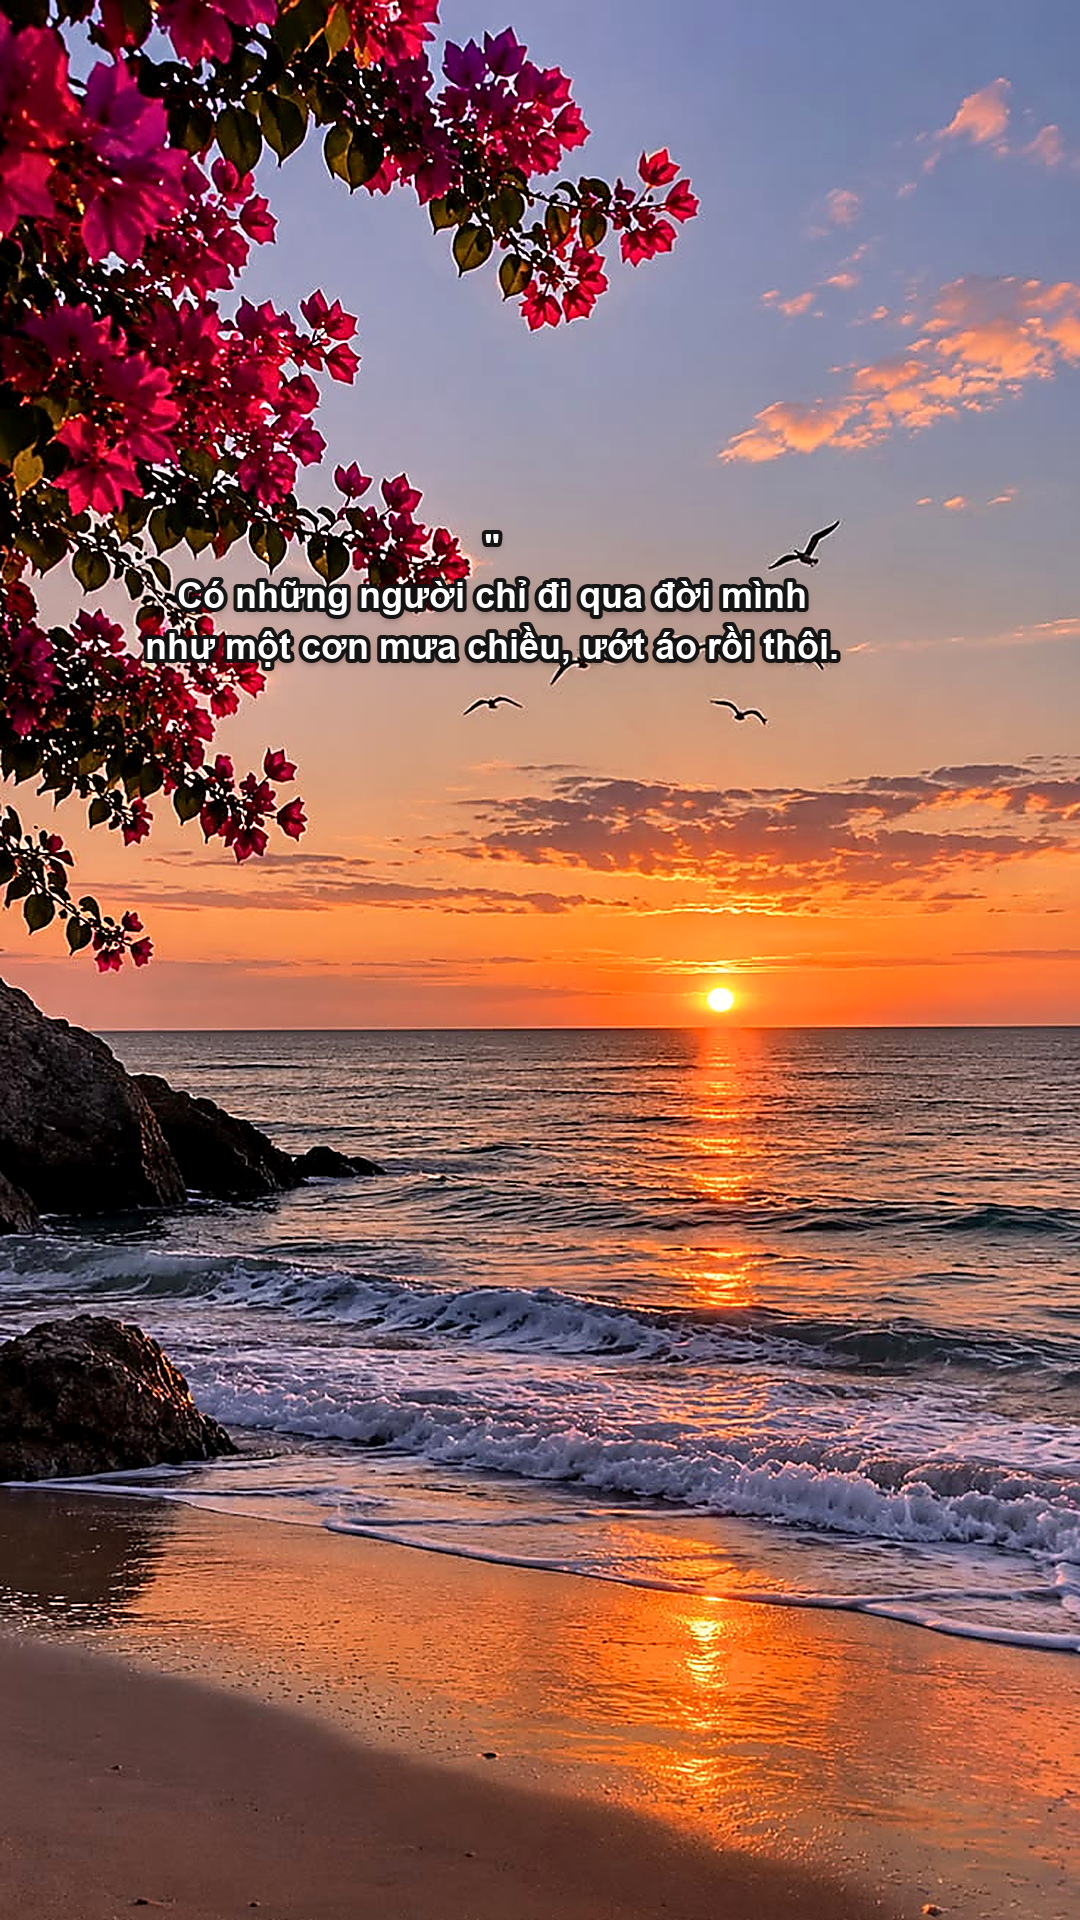 "
Có những người chỉ đi qua đời mình
như một cơn mưa chiều, ướt áo rồi thôi.